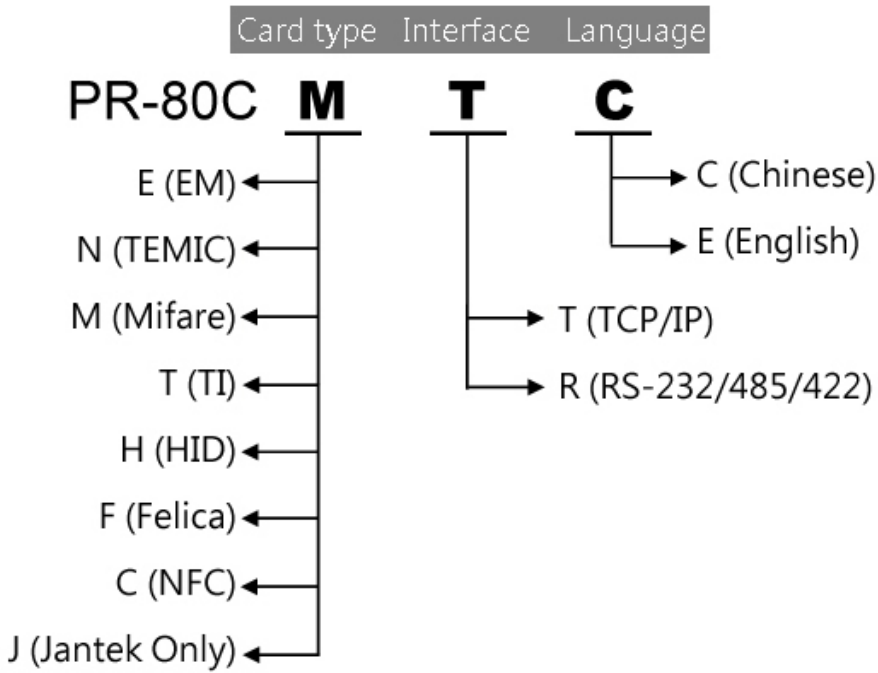 Card type Interface Language
PR-80C M T C
E (EM)
N (TEMIC)
M (Mifare)
T (TI)
H (HID)
F (Felica)
C (NFC)
J (Jantek Only)
T (TCP/IP)
R (RS-232/485/422)
C (Chinese)
E (English)